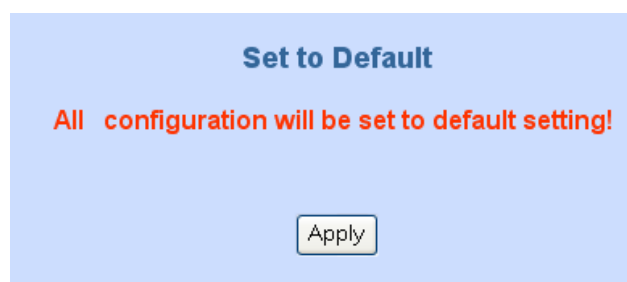 Set to Default
All configuration will be set to default setting!
Apply